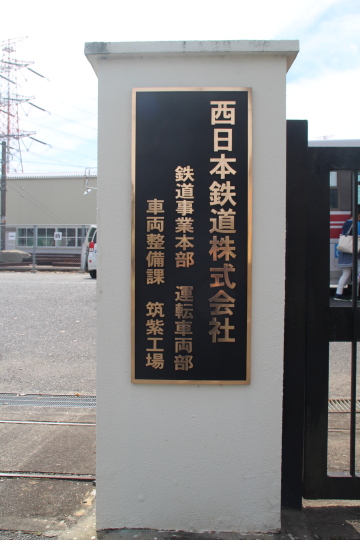 西日本鉄道株式会社
鉄道事業本部 運転車両部
車両整備課 筑紫工場